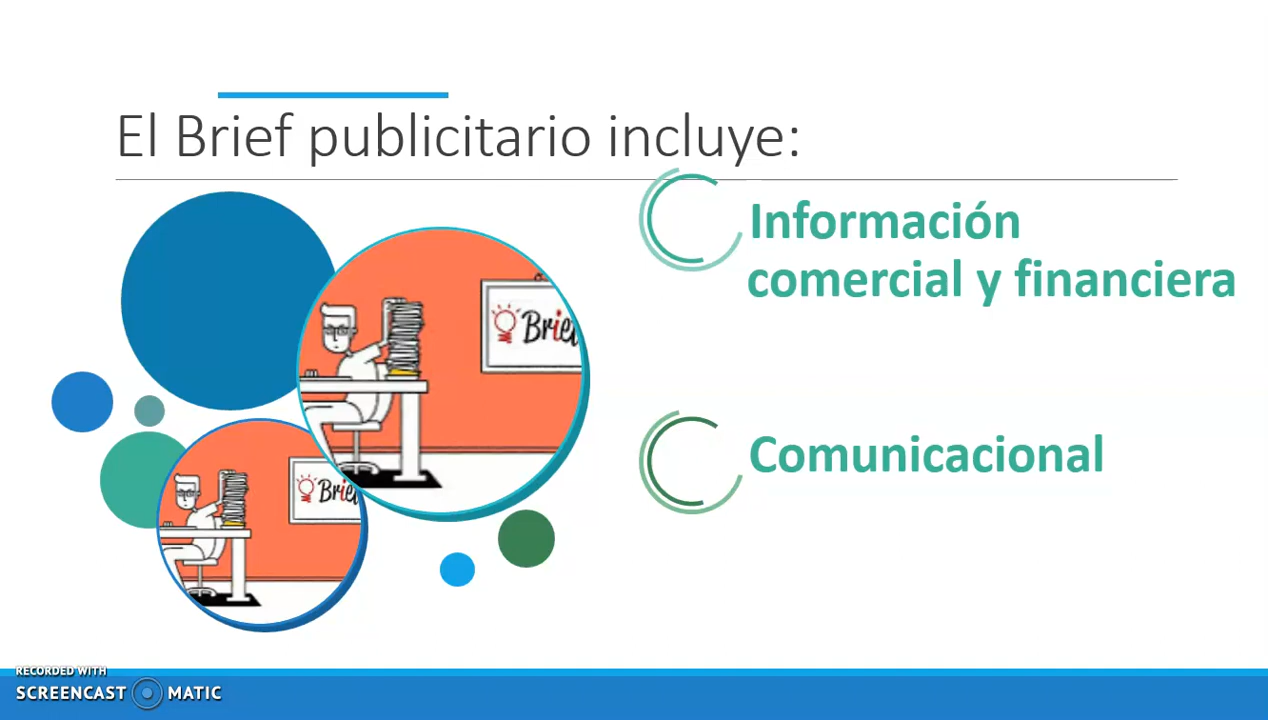 El Brief publicitario incluye:
Información
comercial y financiera
Comunicacional
Brief
Brief
RECORDED WITH
SCREENCAST MATIC